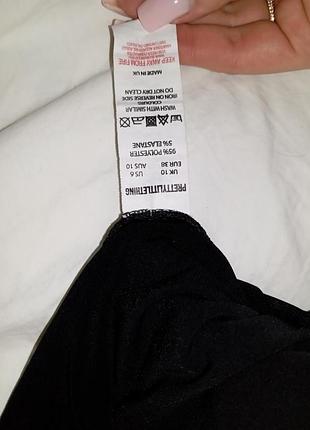 PRETTYLITTLETHING
UK 10 US 6
EUR 38 AUS 10
95% POLYESTER
5% ELASTANE
WASH WITH SIMILAR
COLOURS
IRON ON REVERSE SIDE
DO NOT DRY CLEAN
MADE IN UK
KEEP AWAY FROM FIRE